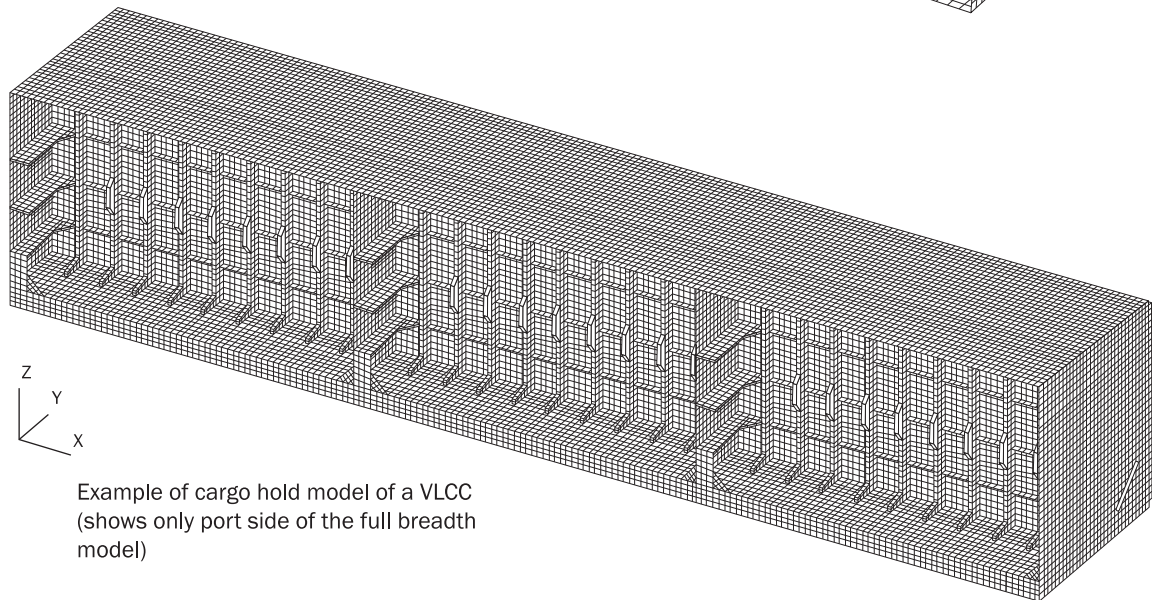 Z
Y
X
Example of cargo hold model of a VLCC
(shows only port side of the full breadth
model)